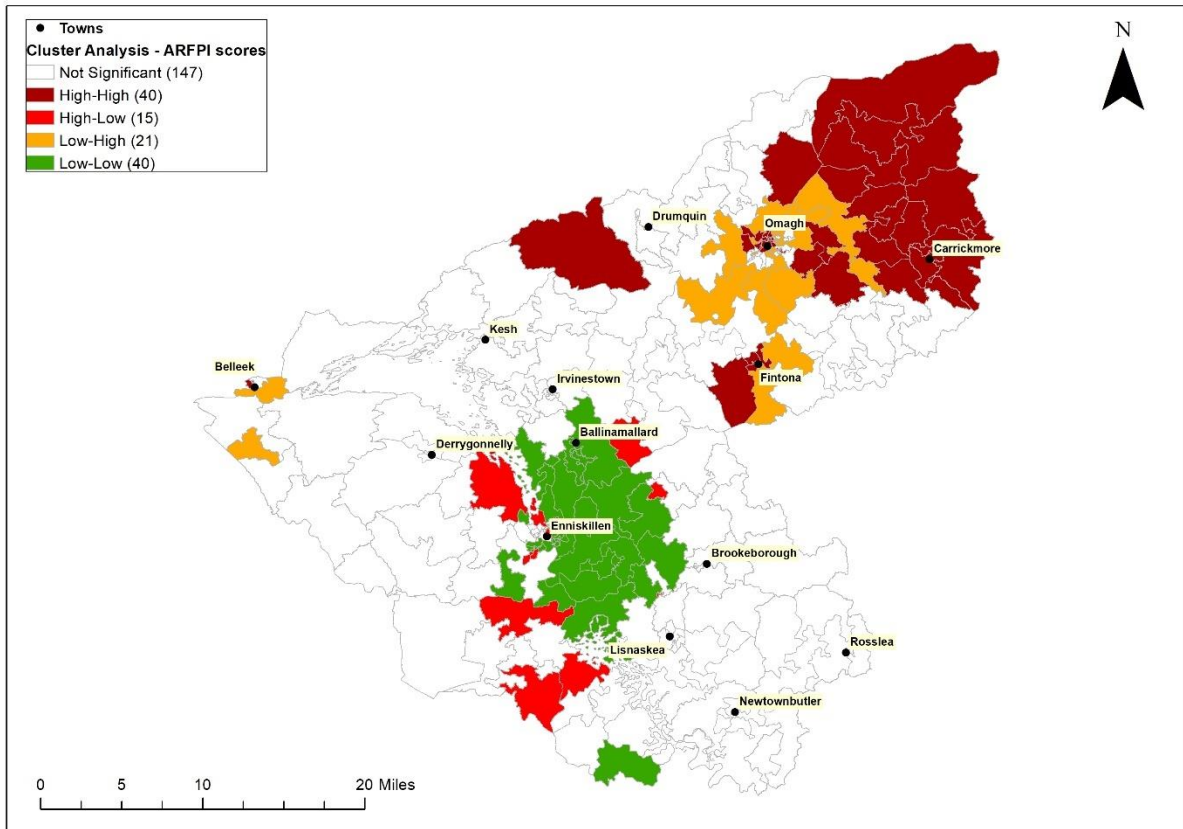 Towns
Cluster Analysis - ARFPI scores
Not Significant (147)
High-High (40)
High-Low (15)
Low-High (21)
Low-Low (40)
N
Drumquin
Omagh
Carrickmore
Kesh
Belleek
Irvinestown
Fintona
Ballinamallard
Derrygonnelly
Enniskillen
Brookeborough
Lisnaskea
Rosslea
Newtownbutler
0 5 10 20 Miles